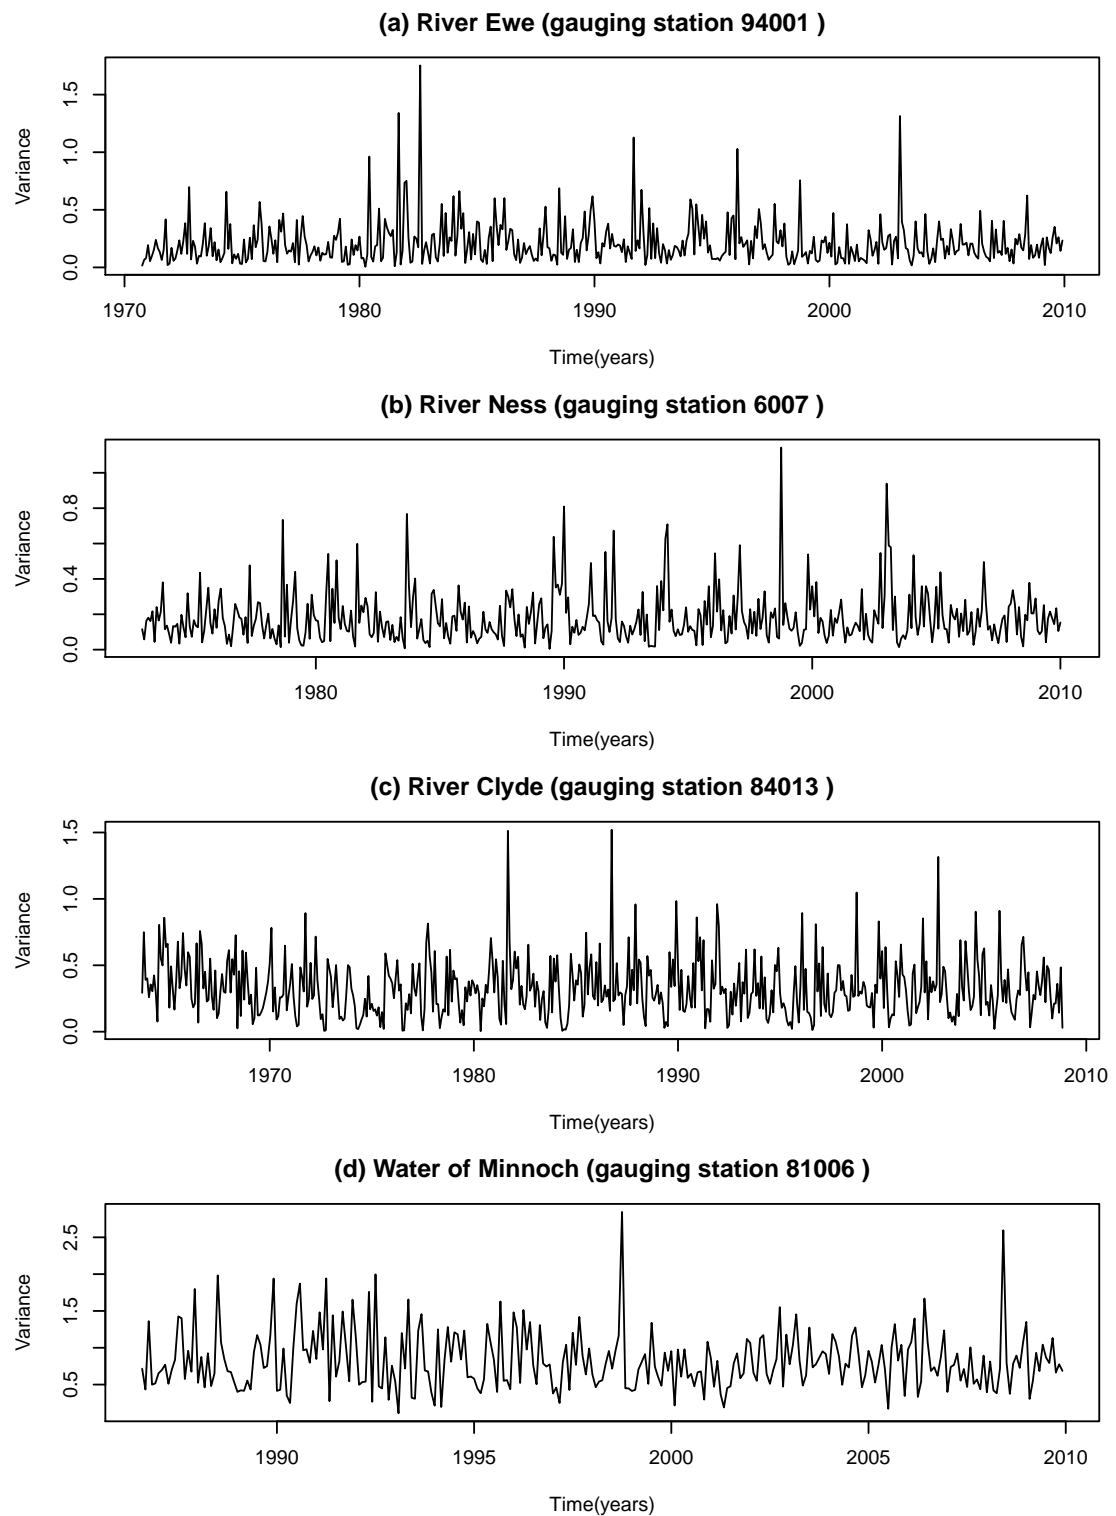 (a) River Ewe (gauging station 94001 )
Variance
0.0 0.5 1.0 1.5
1970 1980 1990 2000 2010
Time(years)
(b) River Ness (gauging station 6007 )
Variance
0.0 0.4 0.8
1980 1990 2000 2010
Time(years)
(c) River Clyde (gauging station 84013 )
Variance
0.0 0.5 1.0 1.5
1970 1980 1990 2000 2010
Time(years)
(d) Water of Minnoch (gauging station 81006 )
Variance
0.5 1.5 2.5
1990 1995 2000 2005 2010
Time(years)